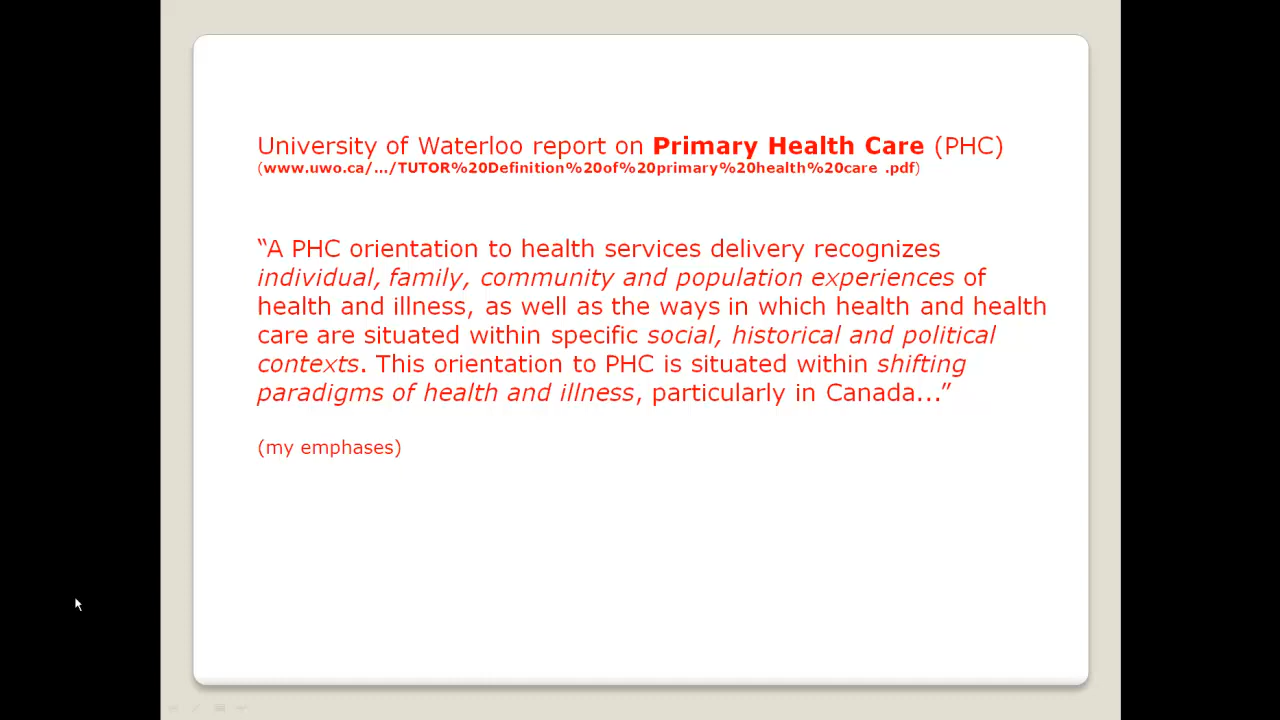 University of Waterloo report on Primary Health Care (PHC)
(www.uwo.ca/.../TUTOR%20Definition%20of%20primary%20health%20care .pdf)
“A PHC orientation to health services delivery recognizes
individual, family, community and population experiences of
health and illness, as well as the ways in which health and health
care are situated within specific social, historical and political
contexts. This orientation to PHC is situated within shifting
paradigms of health and illness, particularly in Canada...”
(my emphases)